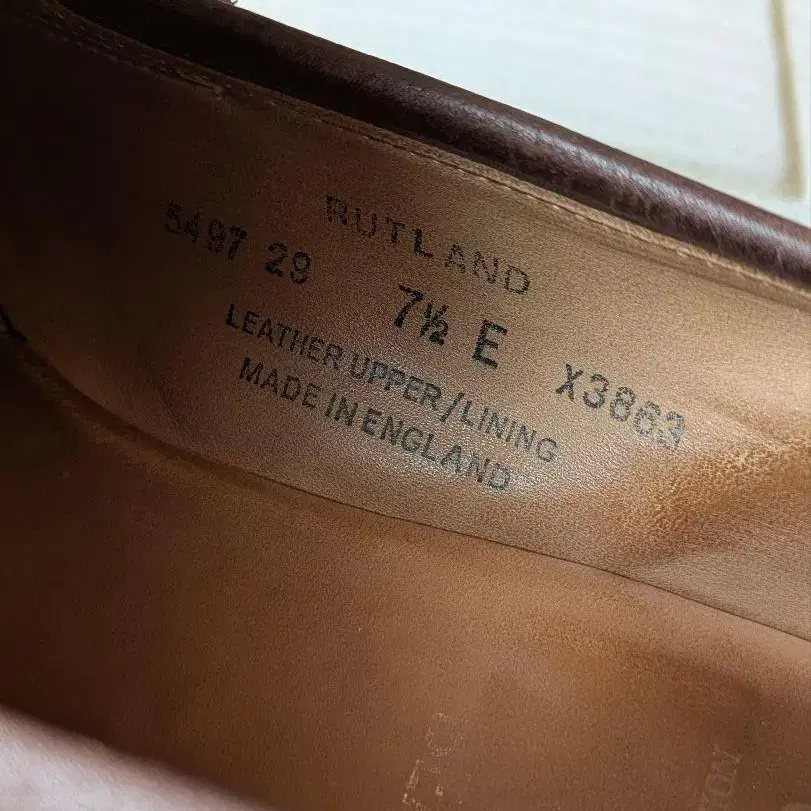 RUTLAND
5497 29 7½ E X3863
LEATHER UPPER/LINING
MADE IN ENGLAND